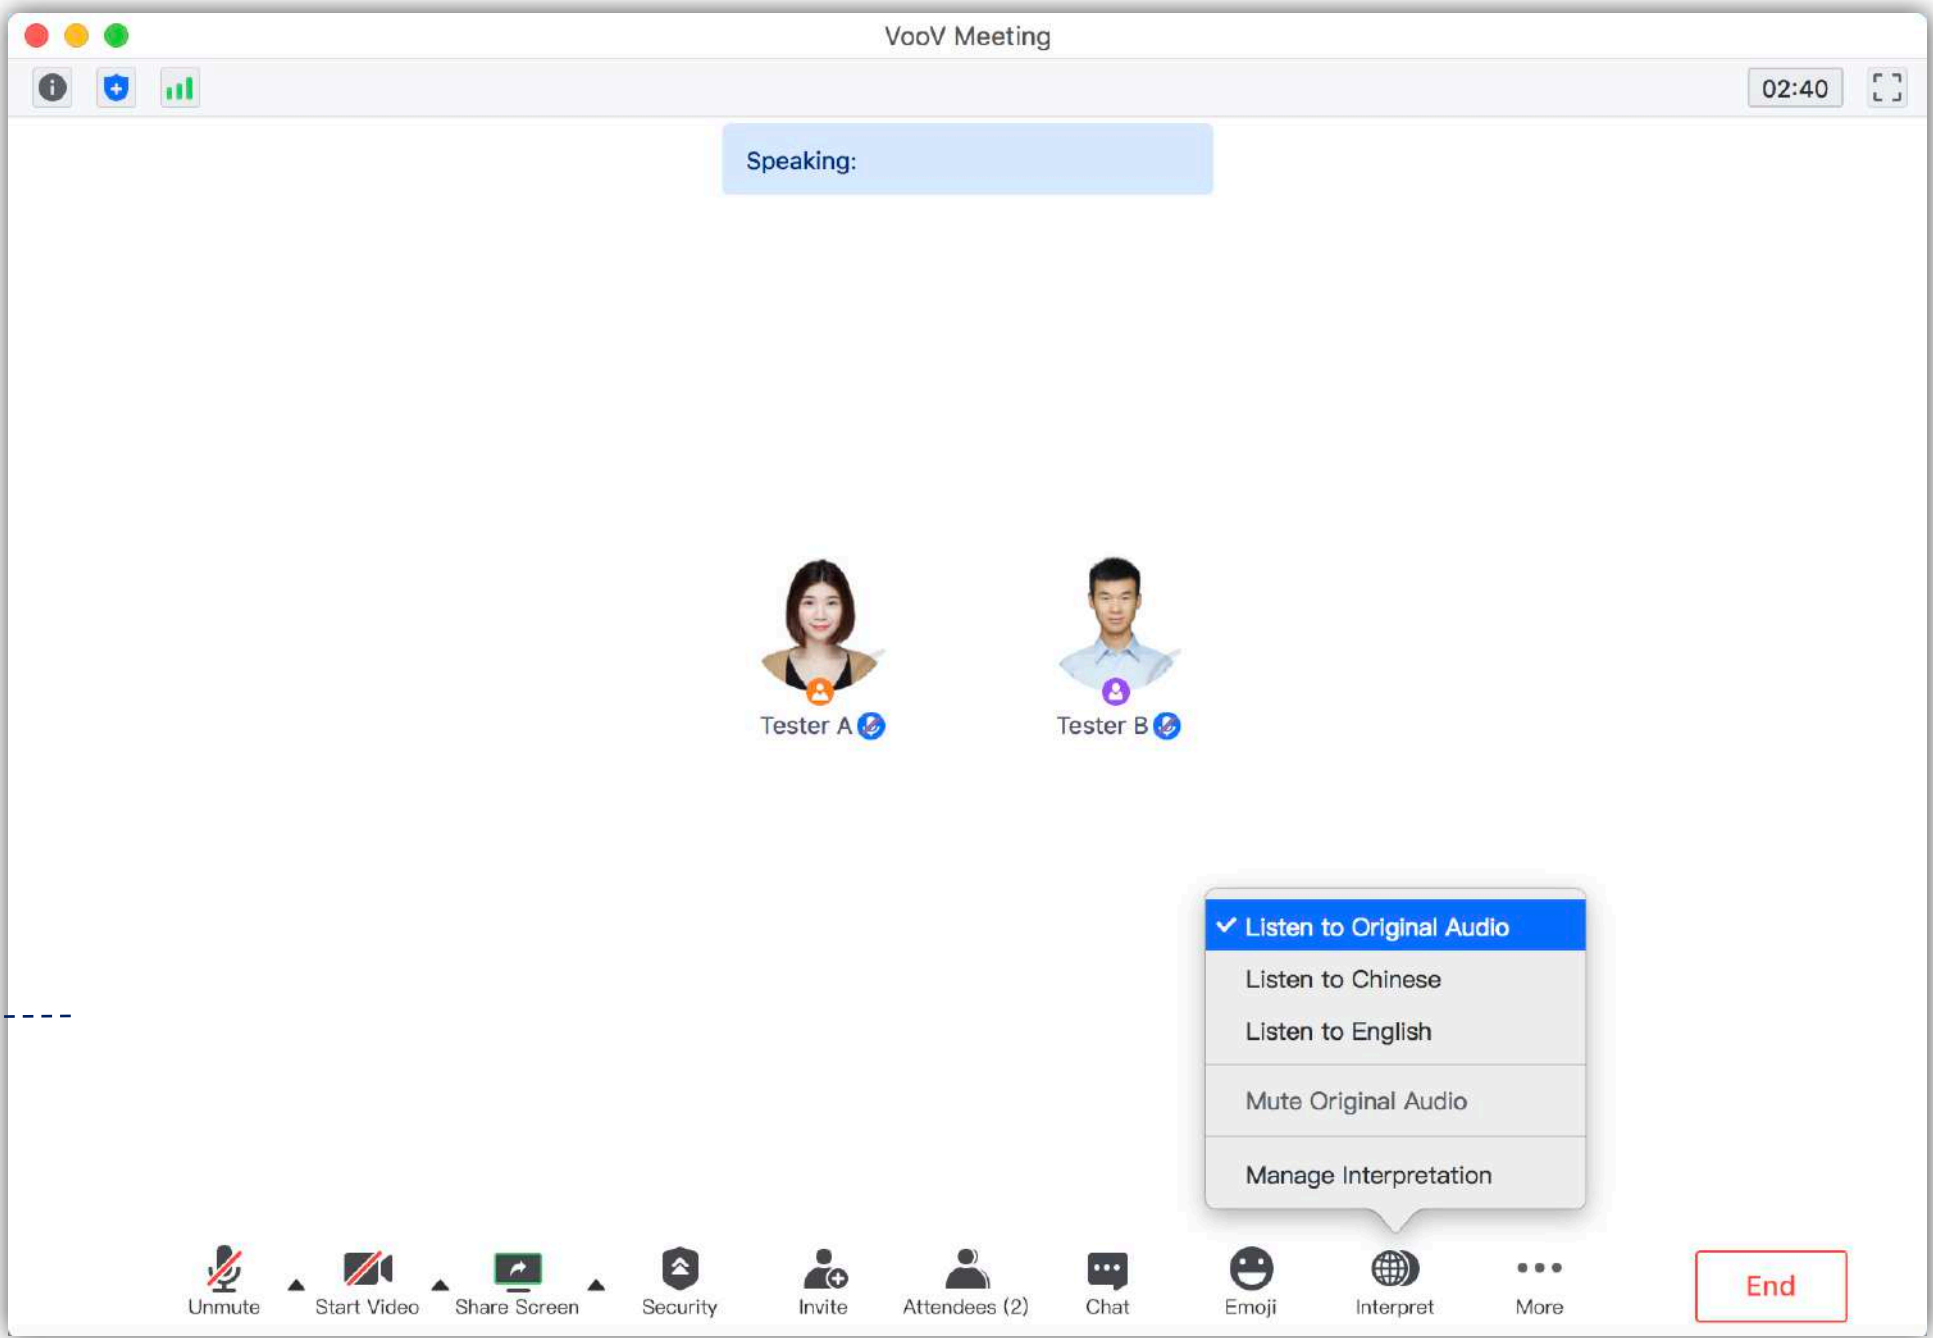 VooV Meeting
02:40
Speaking:
Tester A
Tester B
Listen to Original Audio
Listen to Chinese
Listen to English
Mute Original Audio
Manage Interpretation
Unmute
Start Video
Share Screen
Security
Invite
Attendees (2)
Chat
Emoji
Interpret
More
End